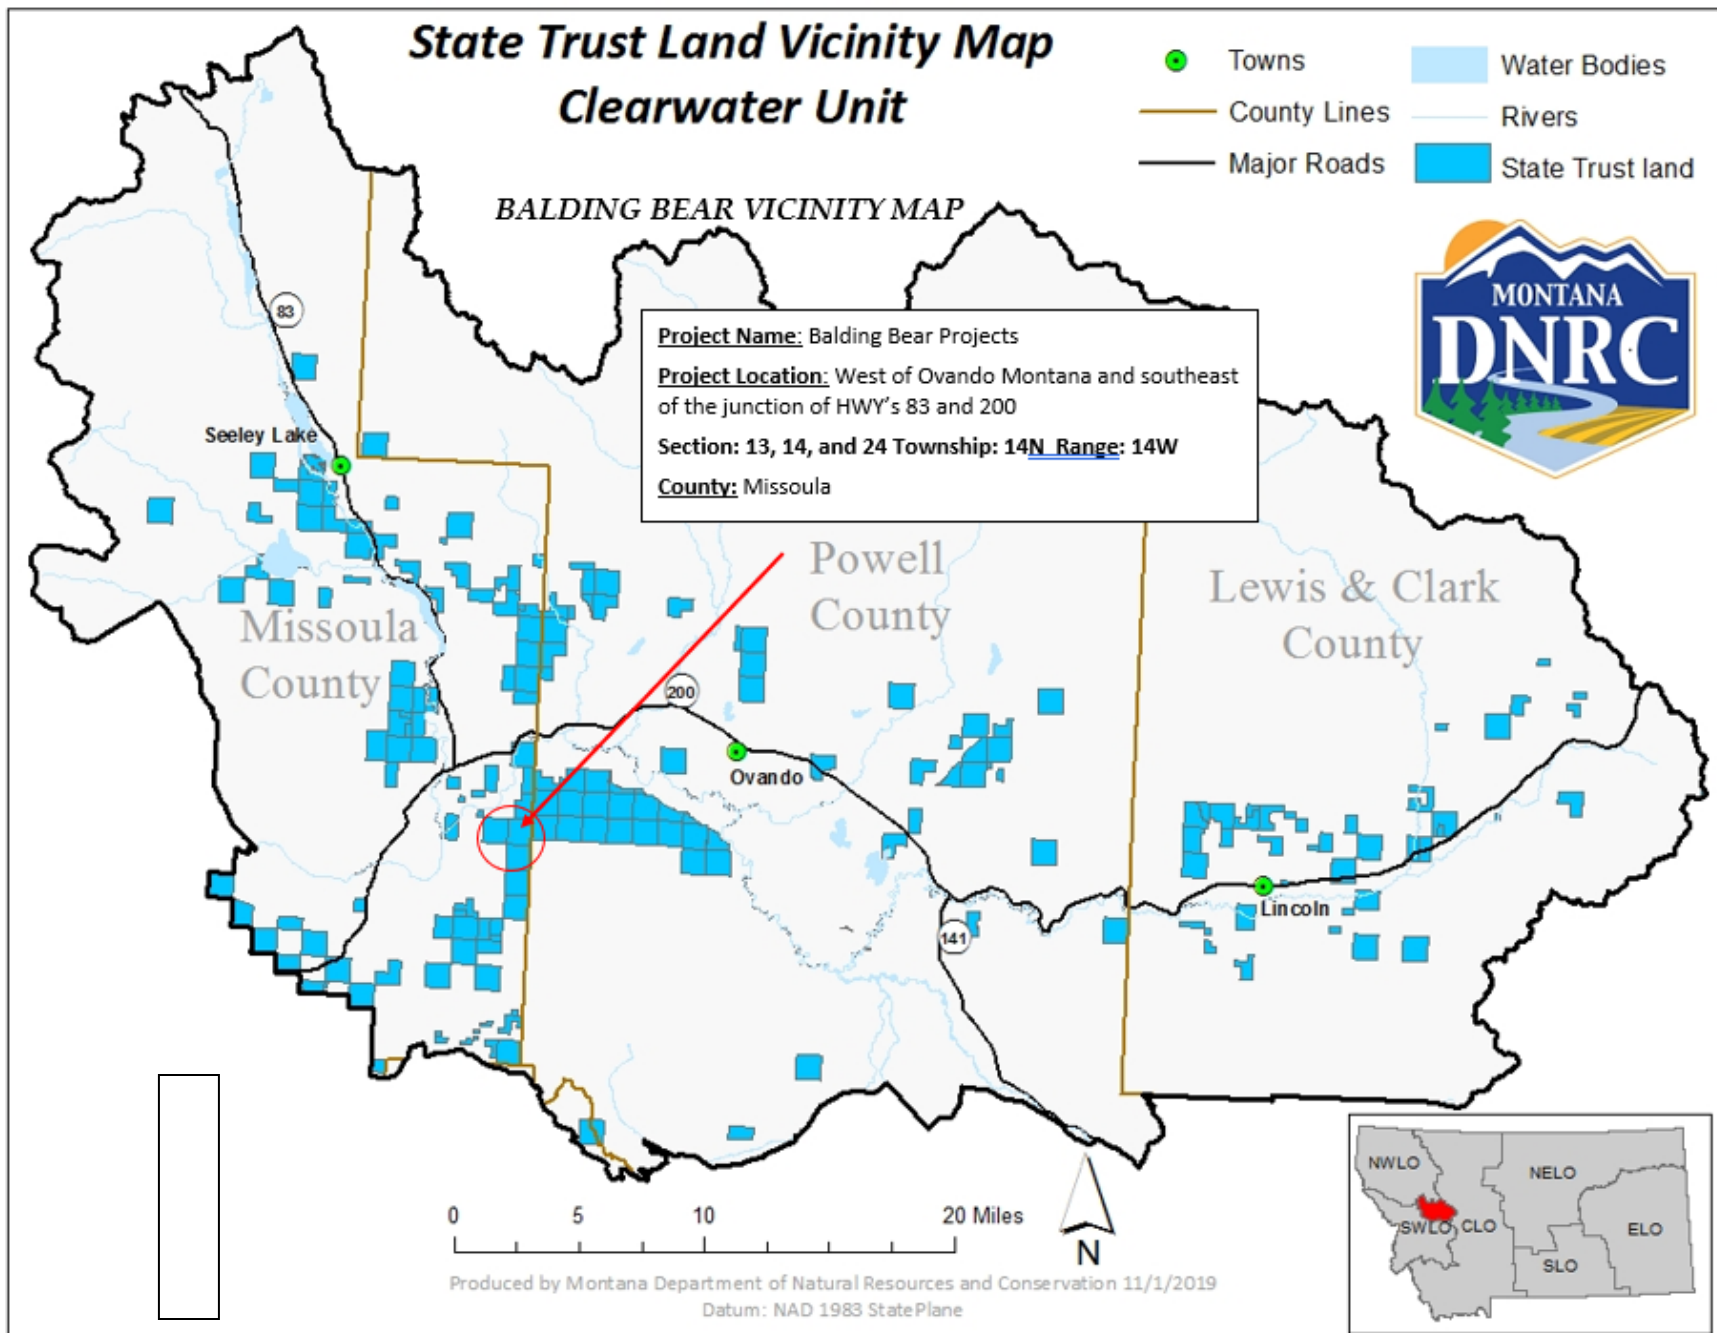 State Trust Land Vicinity Map
Clearwater Unit
BALDING BEAR VICINITY MAP
Towns
County Lines
Major Roads
Water Bodies
Rivers
State Trust land
MONTANA
DNRC
Project Name: Balding Bear Projects
Project Location: West of Ovando Montana and southeast
of the junction of HWY's 83 and 200
Section: 13, 14, and 24 Township: 14N  Range: 14W
County: Missoula
83
Seeley Lake
Missoula
County
Powell
County
Lewis & Clark
County
200
Ovando
141
Lincoln
0 5 10 20 Miles
N
Produced by Montana Department of Natural Resources and Conservation 11/1/2019
Datum: NAD 1983 StatePlane
NWLO
SWLO
CLO
NELO
SLO
ELO